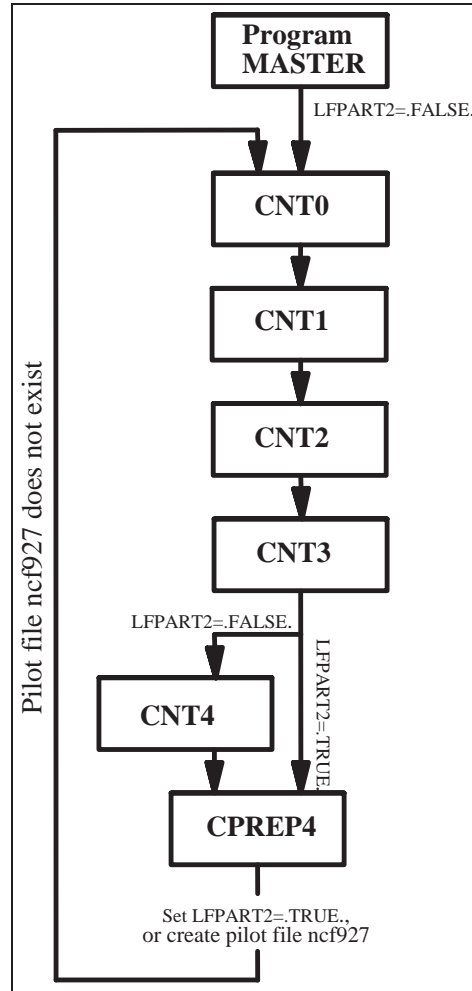 Program
MASTER
LFPART2=.FALSE.
CNT0
CNT1
CNT2
CNT3
LFPART2=.FALSE.
LFPART2=.TRUE.
CNT4
CPREP4
Set LFPART2=.TRUE.,
or create pilot file ncf927
Pilot file ncf927 does not exist